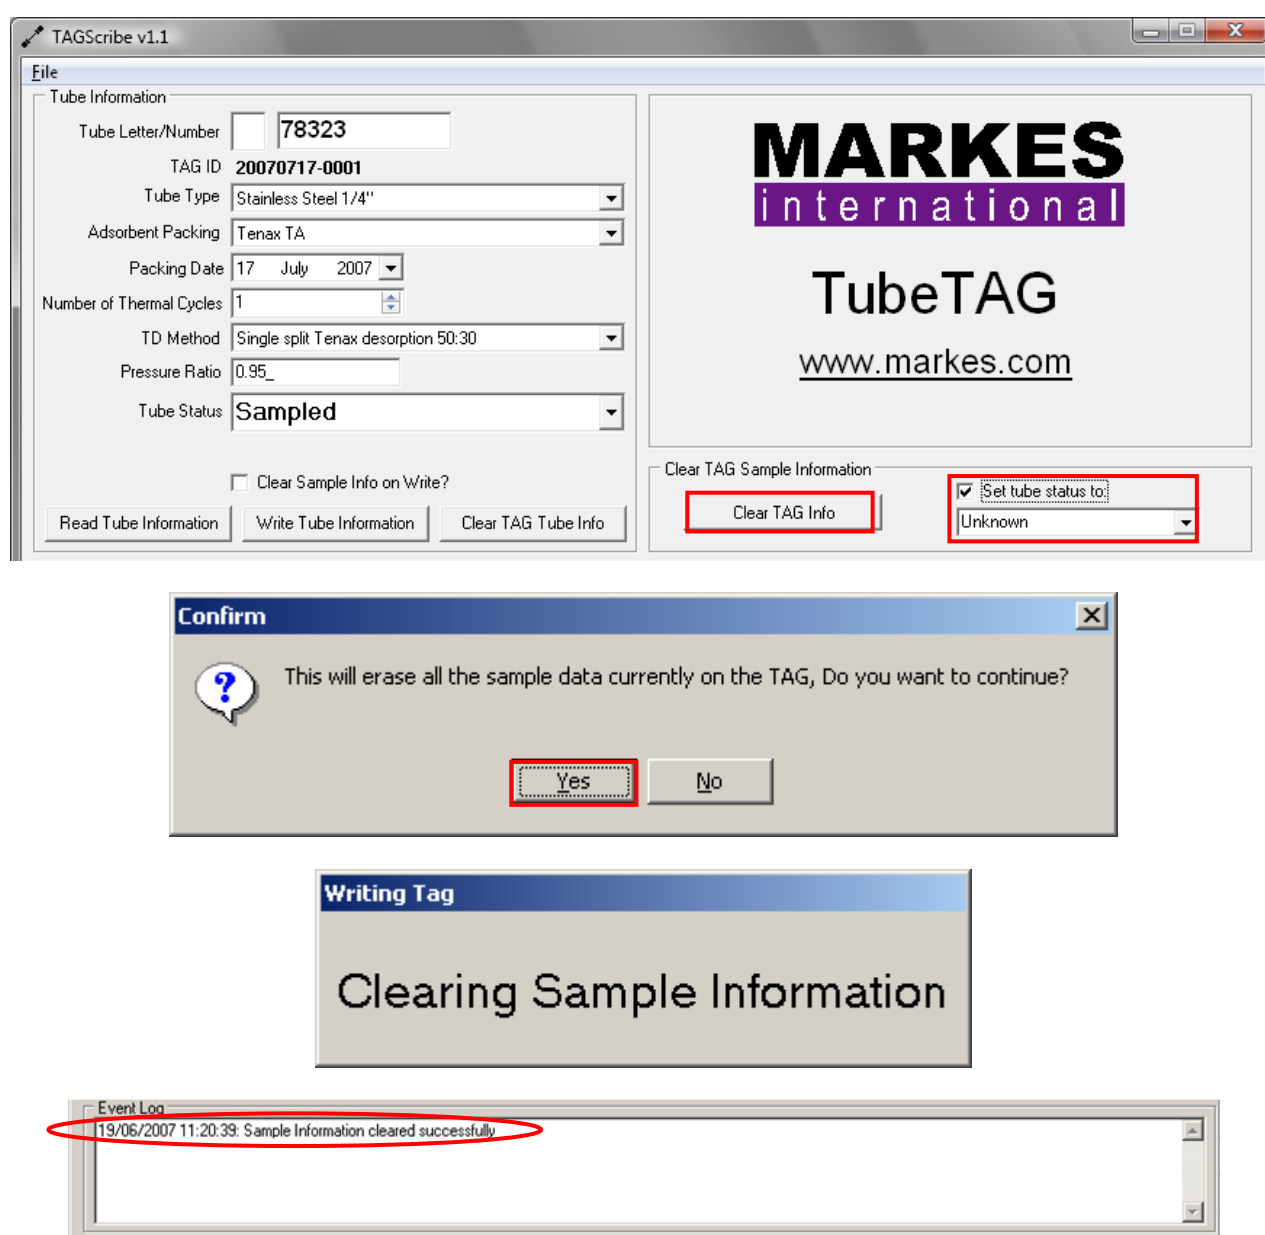 TAGScribe v1.1
File
Tube Information
Tube Letter/Number 78323
TAG ID 20070717-0001
Tube Type Stainless Steel 1/4"
Adsorbent Packing Tenax TA
Packing Date 17 July 2007
Number of Thermal Cycles 1
TD Method Single split Tenax desorption 50:30
Pressure Ratio 0.95_
Tube Status Sampled
Clear Sample Info on Write?
Read Tube Information Write Tube Information Clear TAG Tube Info
MARKES
international
TubeTAG
www.markes.com
Clear TAG Sample Information
Clear TAG Info
Set tube status to:
Unknown
Confirm
This will erase all the sample data currently on the TAG, Do you want to continue?
Yes No
Writing Tag
Clearing Sample Information
Event Log
19/06/2007 11:20:39: Sample Information cleared successfully